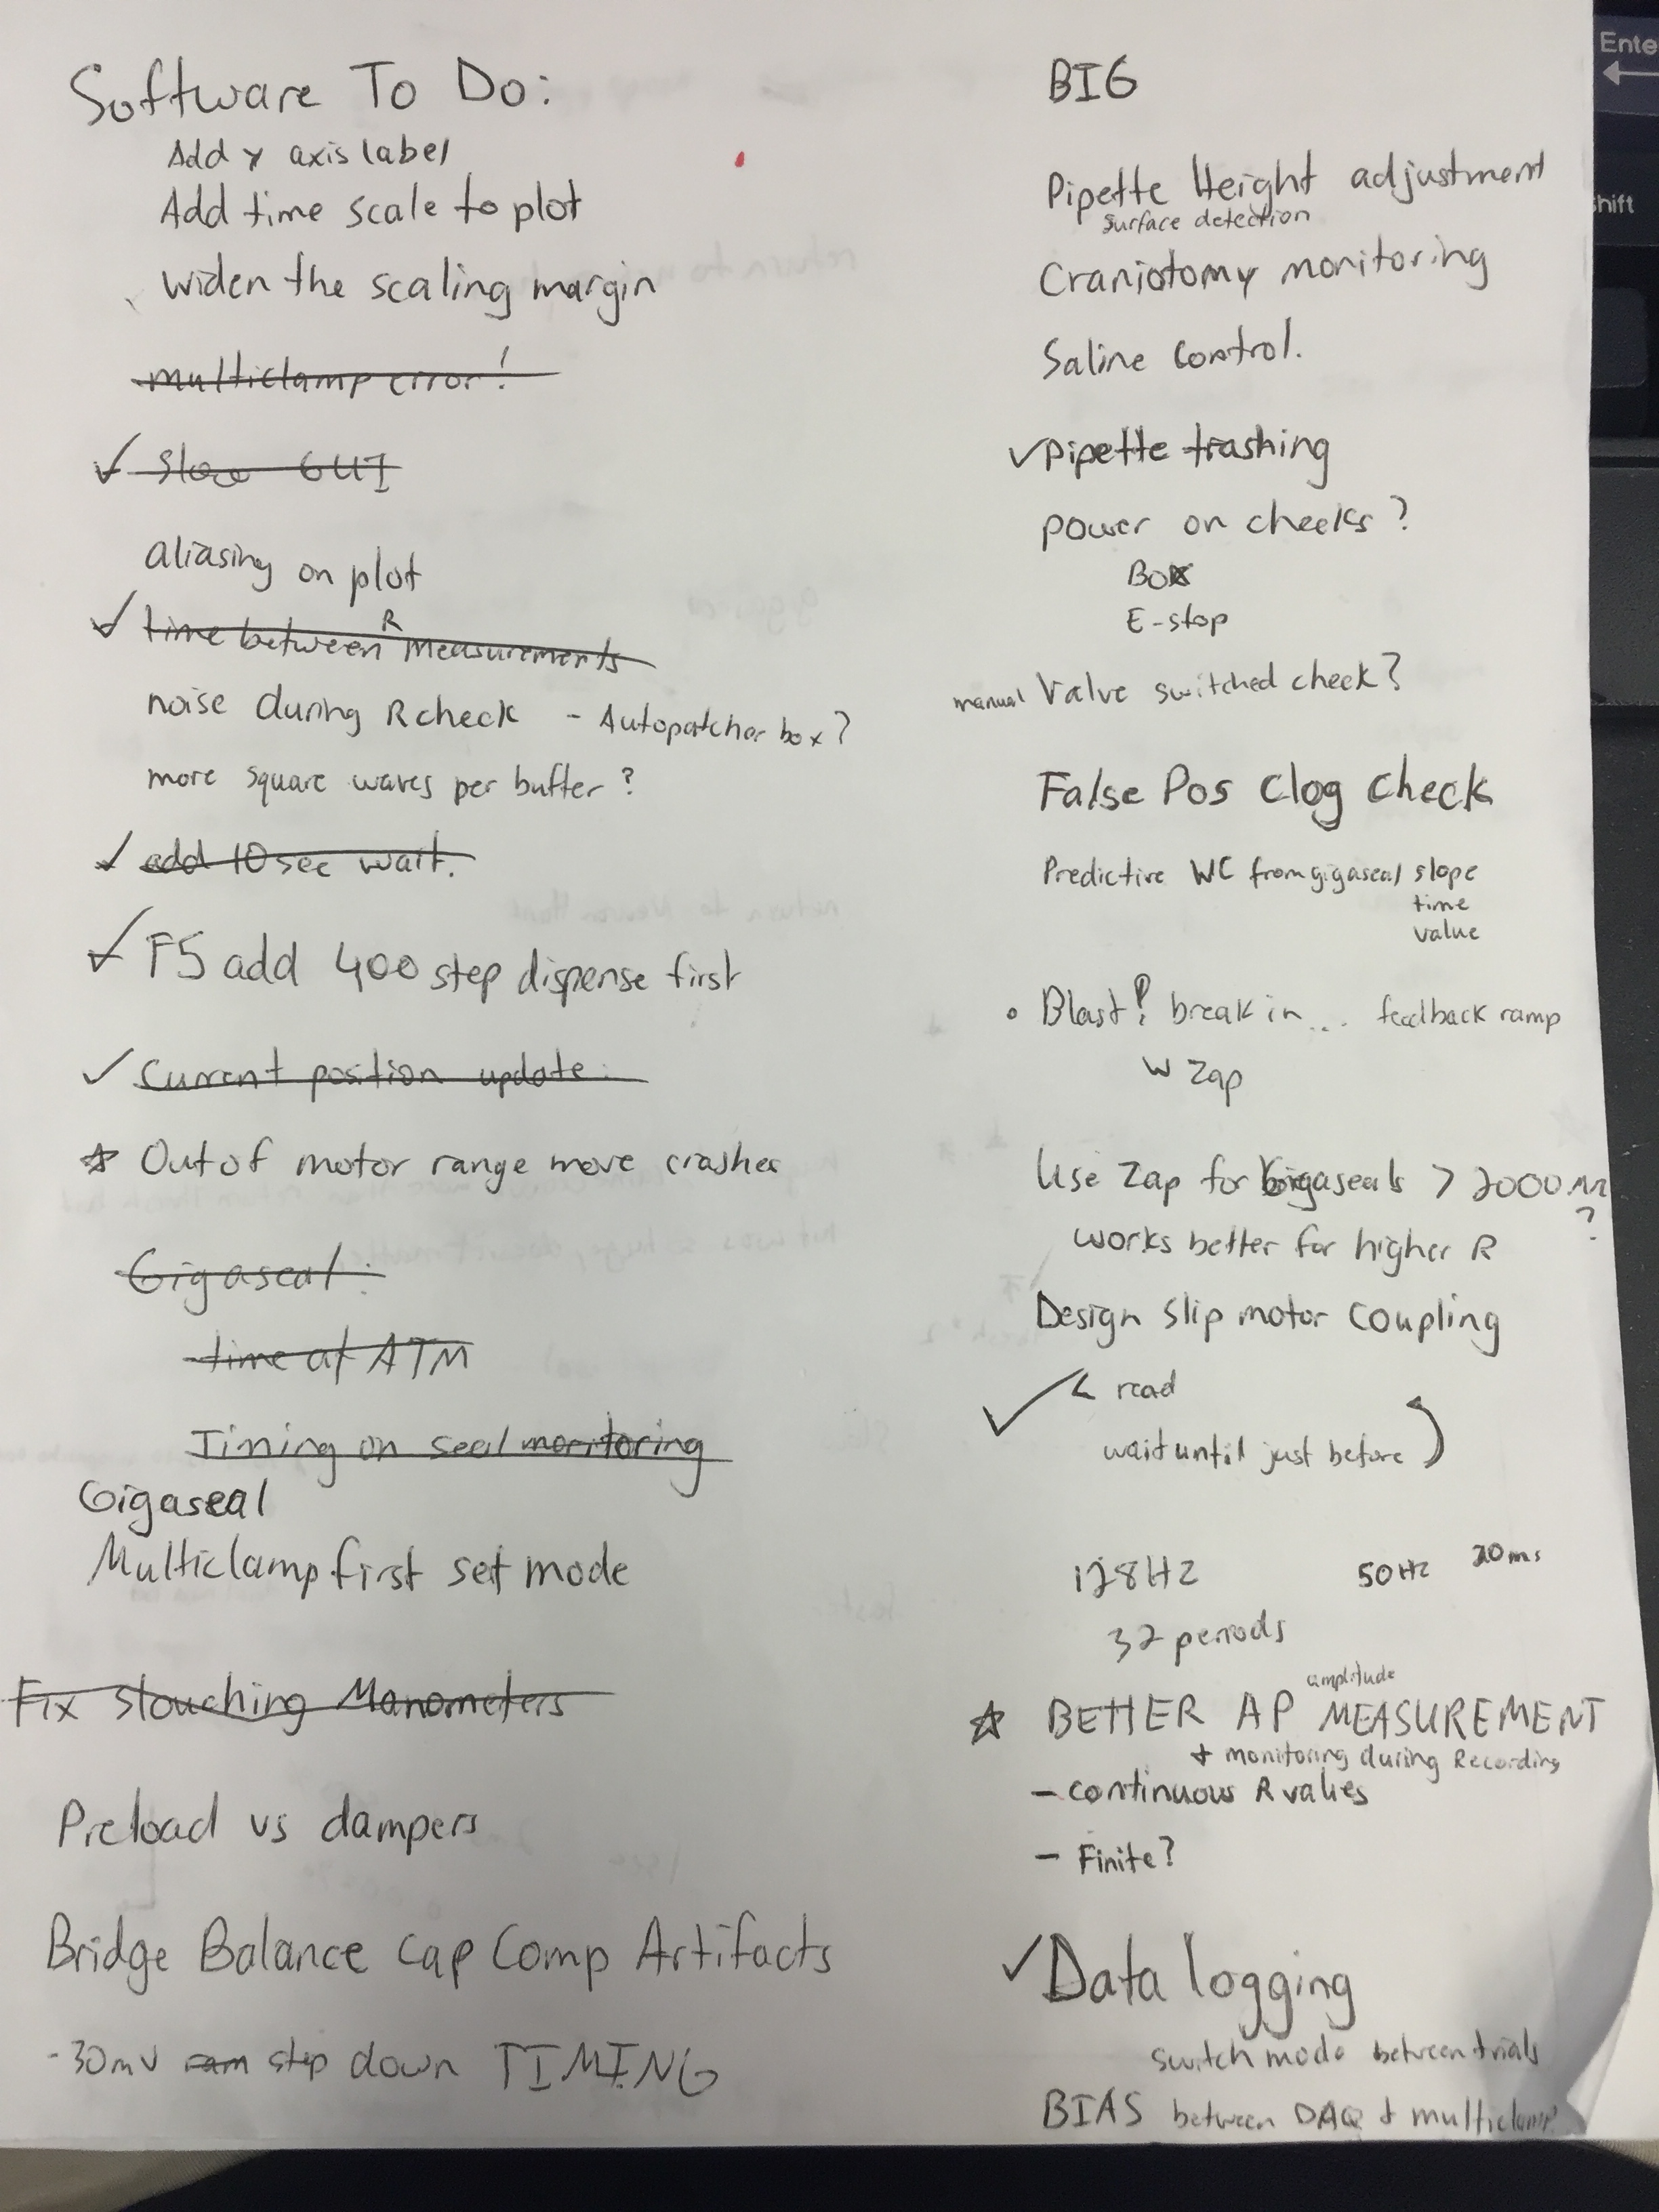 Software To Do:
Add y axis label
Add time scale to plot
widen the scaling margin
multiclamp error!
✓ slow GUI
aliasing on plot
✓ time between R measurements
noise during R check - Autopatcher box?
more square waves per buffer?
✓ add 10 sec wait.
✓ F5 add 400 step dispense first
✓ Current position update.
☆ Out of motor range move crashes
Gigaseal:
time at ATM
Timing on seal monitoring
Gigaseal
Multiclamp first set mode
Fix slouching Manometers
Preload vs dampers
Bridge Balance Cap Comp Artifacts
-30mV step down TIMING
BIG
Pipette Height adjustment
surface detection
Craniotomy monitoring
Saline control.
✓ Pipette trashing
power on checks?
Box
E-stop
manual Valve switched check?
False Pos Clog check
Predictive WC from gigaseal slope
time
value
• Blast? break in... feedback ramp
w zap
Use Zap for gigaseals > 2000 MΩ
?
works better for higher R
Design slip motor coupling
✓ read
wait until just before
128Hz 50Hz 20ms
32 periods
amplitude
☆ BETTER AP MEASUREMENT
+ monitoring during Recording
- continuous R values
- Finite?
✓ Data logging
switch mode between trials
BIAS between DAQ + multiclamp
Enter
Shift